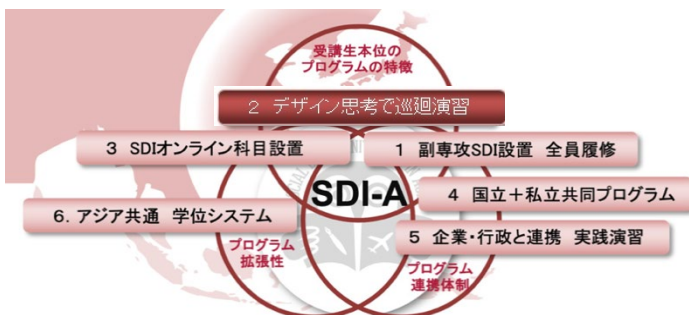 受講生本位の
プログラムの特徴
2 デザイン思考で巡廻演習
3 SDIオンライン科目設置
1 副専攻SDI設置 全員履修
SDI-A
4 国立＋私立共同プログラム
6. アジア共通 学位システム
5 企業・行政と連携 実践演習
プログラム
拡張性
プログラム
連携体制